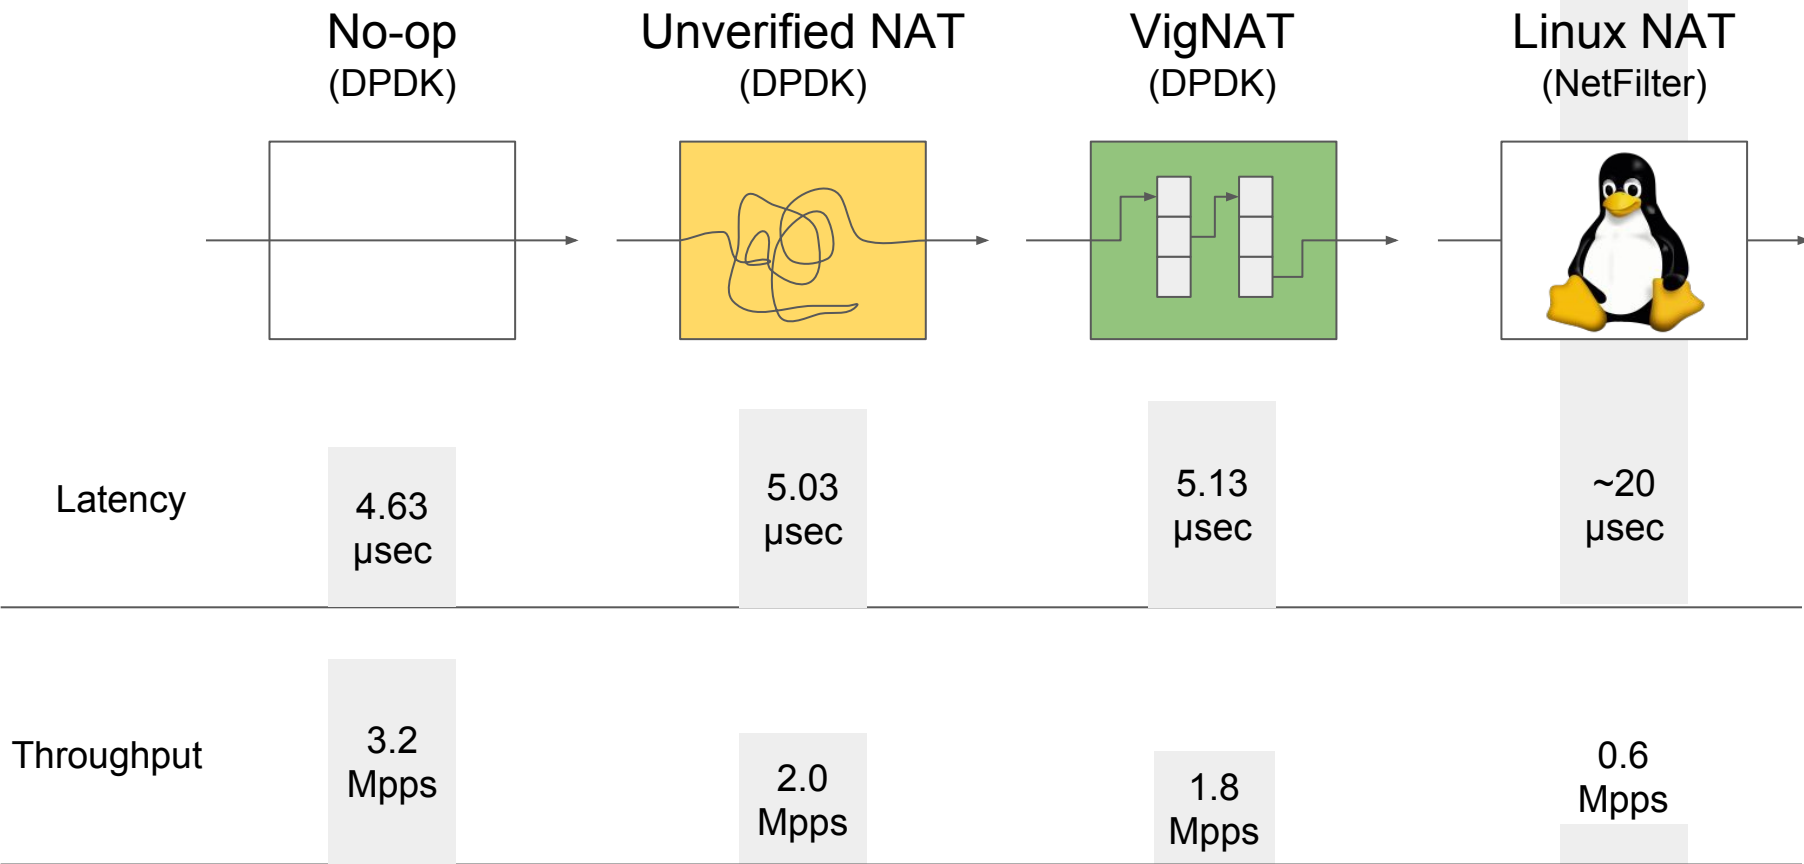 No-op
(DPDK)
Unverified NAT
(DPDK)
VigNAT
(DPDK)
Linux NAT
(NetFilter)
Latency
4.63
µsec
5.03
µsec
5.13
µsec
~20
µsec
Throughput
3.2
Mpps
2.0
Mpps
1.8
Mpps
0.6
Mpps